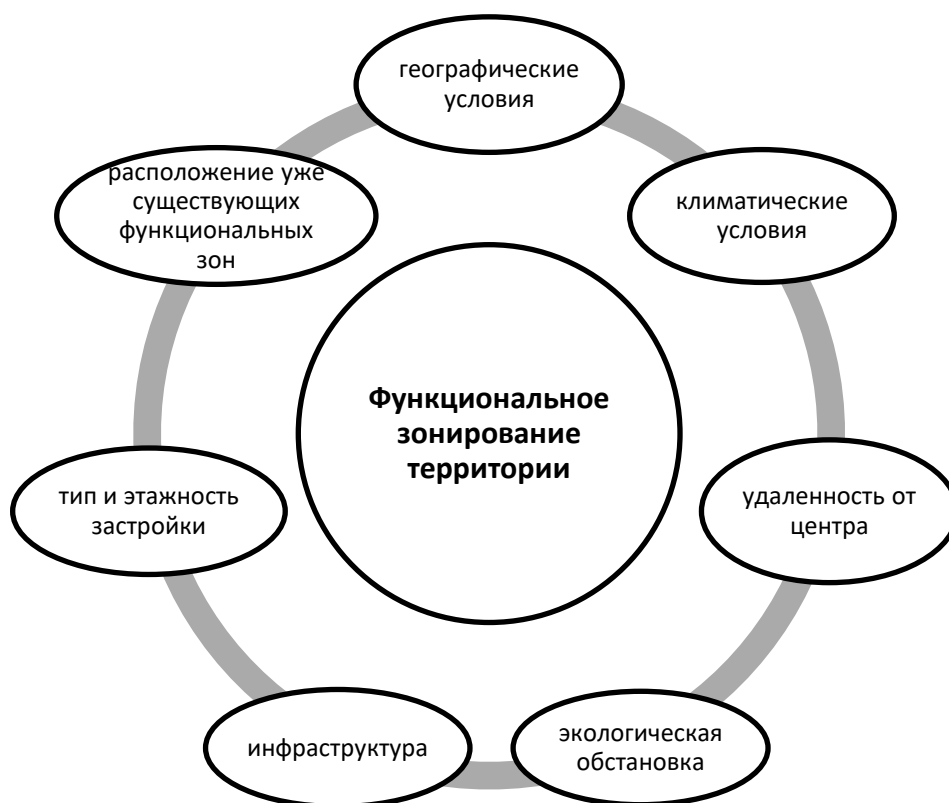 географические
условия
климатические
условия
удаленность от
центра
экологическая
обстановка
инфраструктура
тип и этажность
застройки
расположение уже
существующих
функциональных
зон
Функциональное
зонирование
территории